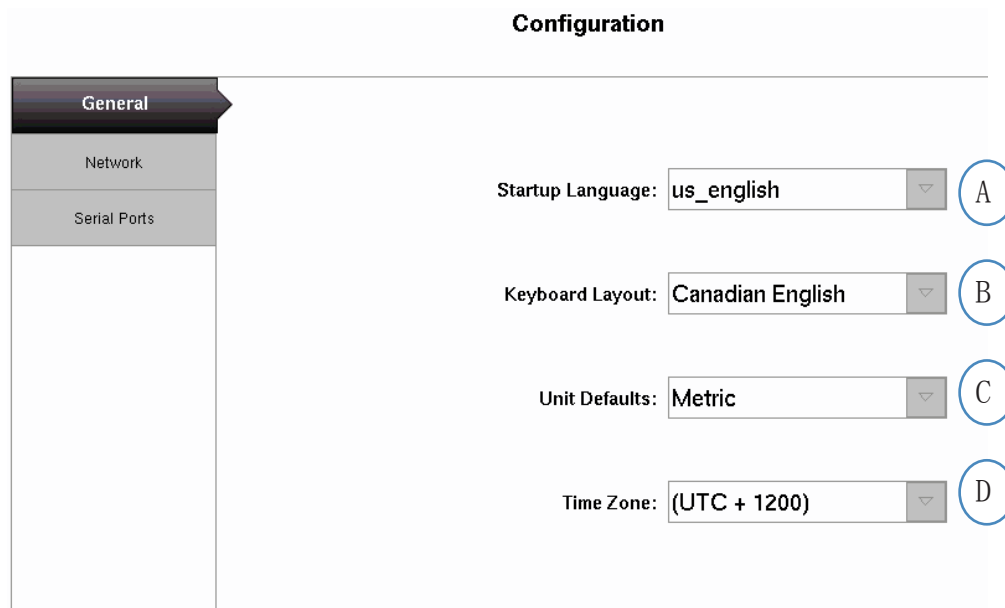 Configuration
General
Network
Serial Ports
Startup Language: us_english A
Keyboard Layout: Canadian English B
Unit Defaults: Metric C
Time Zone: (UTC + 1200) D